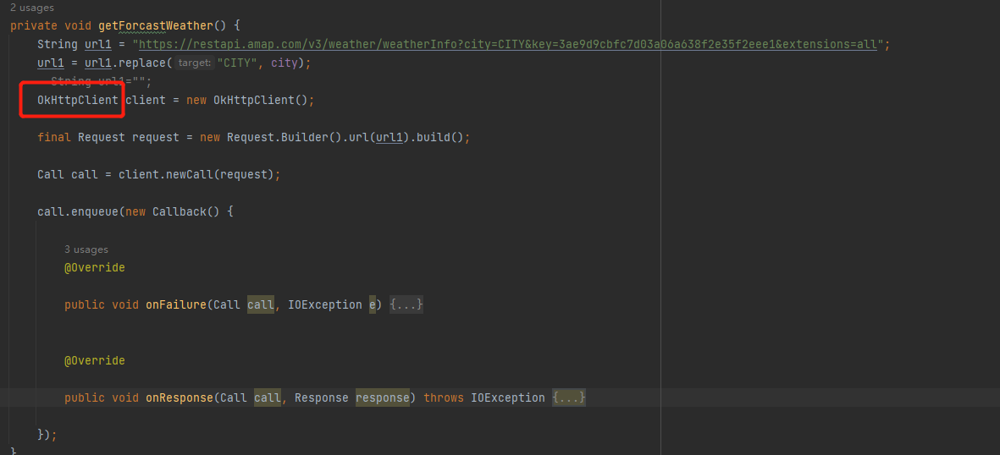 2 usages
private void getForcastWeather() {
String url1 = "https://restapi.amap.com/v3/weather/weatherInfo?city=CITY&key=3ae9d9cbfc7d03a06a638f2e35f2eee1&extensions=all";
url1 = url1.replace( target: "CITY", city);
String url1="";
OkHttpClient client = new OkHttpClient();
final Request request = new Request.Builder().url(url1).build();
Call call = client.newCall(request);
call.enqueue(new Callback() {
3 usages
@Override
public void onFailure(Call call, IOException e) {...}
@Override
public void onResponse(Call call, Response response) throws IOException {...}
});
}